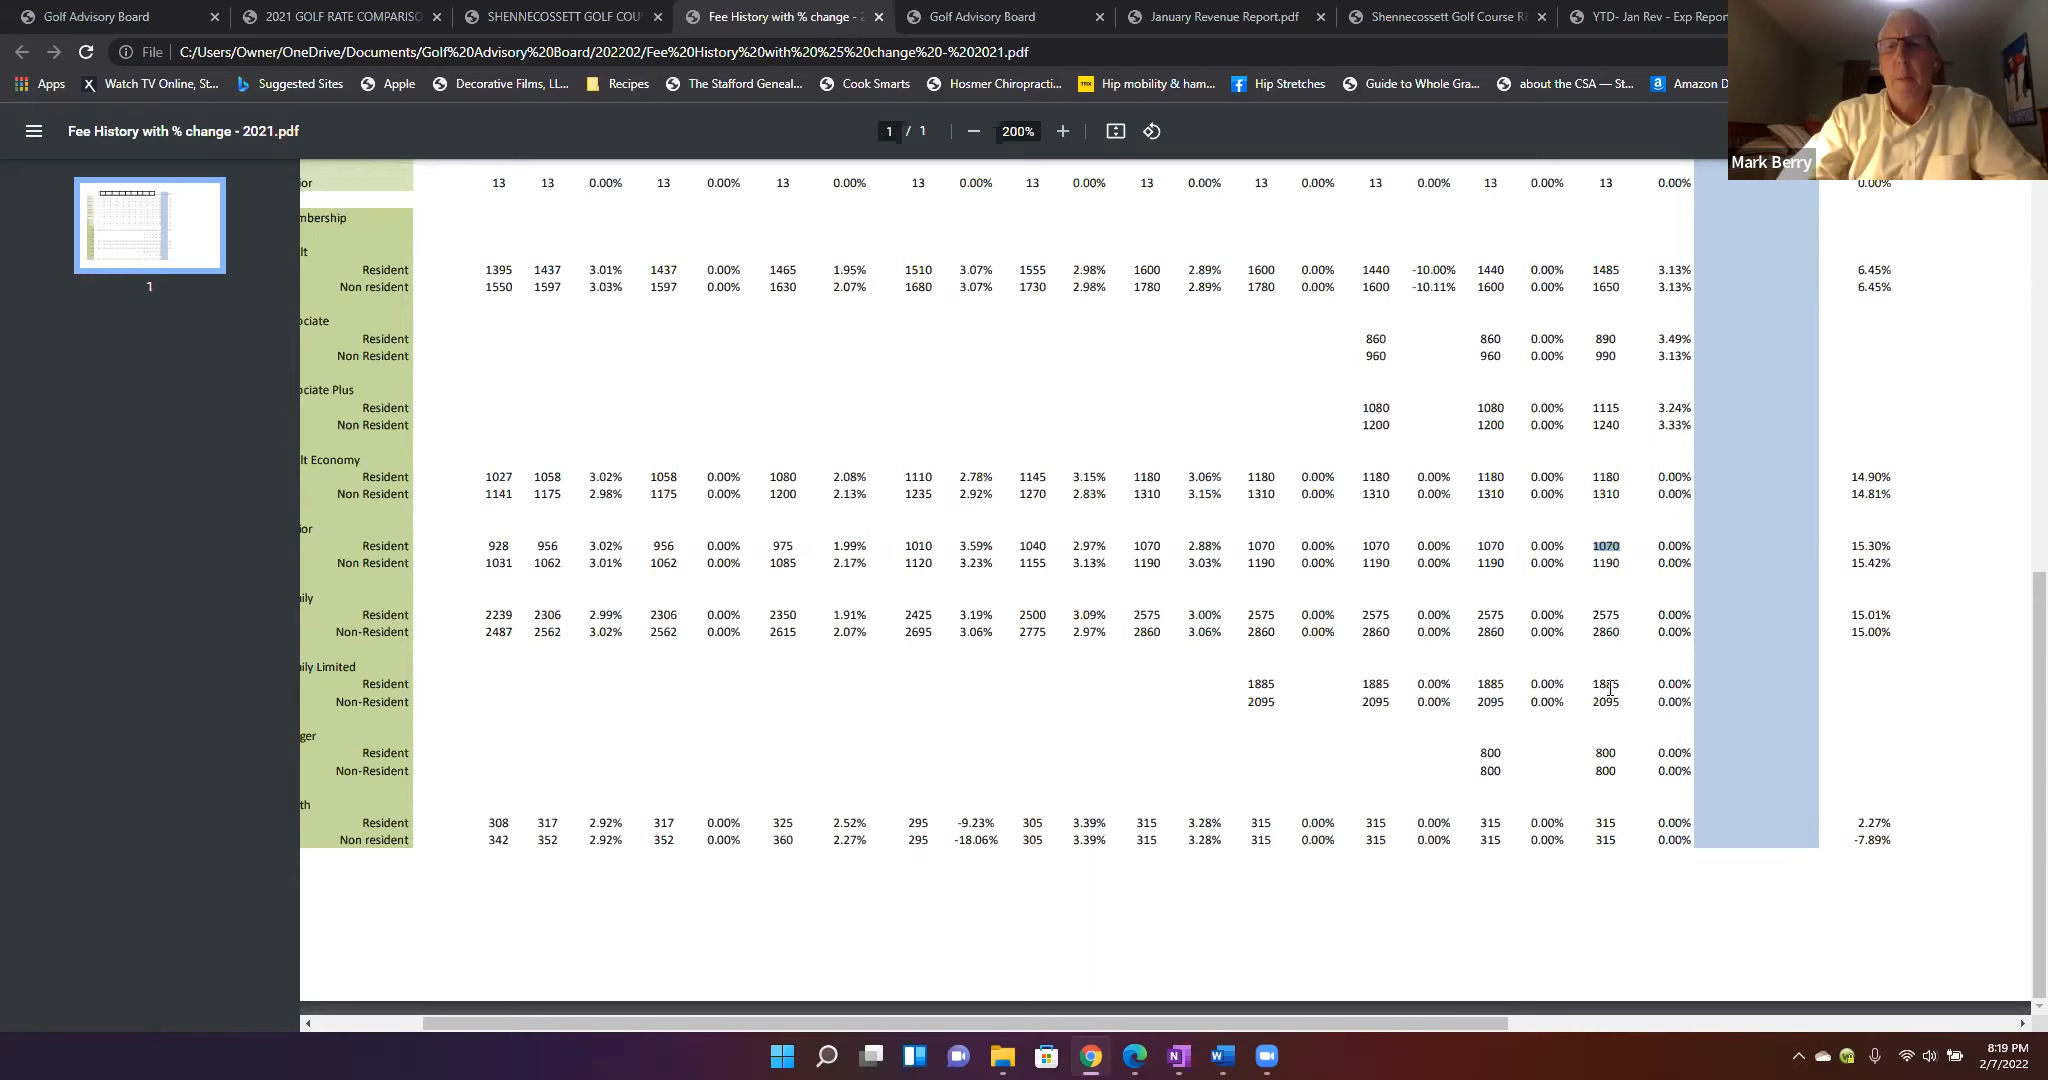 Golf Advisory Board
2021 GOLF RATE COMPARISO
SHENNECOSSETT GOLF COU
Fee History with % change - 2
Golf Advisory Board
January Revenue Report.pdf
Shennecossett Golf Course R
YTD- Jan Rev - Exp Repor
File C:/Users/Owner/OneDrive/Documents/Golf%20Advisory%20Board/202202/Fee%20History%20with%20%25%20change%20-%202021.pdf
Apps
Watch TV Online, St...
Suggested Sites
Apple
Decorative Films, LL...
Recipes
The Stafford Geneal...
Cook Smarts
Hosmer Chiropracti...
Hip mobility & ham...
Hip Stretches
Guide to Whole Gra...
about the CSA — St...
Amazon D
Fee History with % change - 2021.pdf
1 / 1
200%
Mark Berry
1
ior 13 13 0.00% 13 0.00% 13 0.00% 13 0.00% 13 0.00% 13 0.00% 13 0.00% 13 0.00% 13 0.00% 13 0.00% 0.00%
mbership
lt
Resident 1395 1437 3.01% 1437 0.00% 1465 1.95% 1510 3.07% 1555 2.98% 1600 2.89% 1600 0.00% 1440 -10.00% 1440 0.00% 1485 3.13% 6.45%
Non resident 1550 1597 3.03% 1597 0.00% 1630 2.07% 1680 3.07% 1730 2.98% 1780 2.89% 1780 0.00% 1600 -10.11% 1600 0.00% 1650 3.13% 6.45%
ociate
Resident 860 860 0.00% 890 3.49%
Non Resident 960 960 0.00% 990 3.13%
ociate Plus
Resident 1080 1080 0.00% 1115 3.24%
Non Resident 1200 1200 0.00% 1240 3.33%
lt Economy
Resident 1027 1058 3.02% 1058 0.00% 1080 2.08% 1110 2.78% 1145 3.15% 1180 3.06% 1180 0.00% 1180 0.00% 1180 0.00% 1180 0.00% 14.90%
Non Resident 1141 1175 2.98% 1175 0.00% 1200 2.13% 1235 2.92% 1270 2.83% 1310 3.15% 1310 0.00% 1310 0.00% 1310 0.00% 1310 0.00% 14.81%
ior
Resident 928 956 3.02% 956 0.00% 975 1.99% 1010 3.59% 1040 2.97% 1070 2.88% 1070 0.00% 1070 0.00% 1070 0.00% 1070 0.00% 15.30%
Non Resident 1031 1062 3.01% 1062 0.00% 1085 2.17% 1120 3.23% 1155 3.13% 1190 3.03% 1190 0.00% 1190 0.00% 1190 0.00% 1190 0.00% 15.42%
ily
Resident 2239 2306 2.99% 2306 0.00% 2350 1.91% 2425 3.19% 2500 3.09% 2575 3.00% 2575 0.00% 2575 0.00% 2575 0.00% 2575 0.00% 15.01%
Non-Resident 2487 2562 3.02% 2562 0.00% 2615 2.07% 2695 3.06% 2775 2.97% 2860 3.06% 2860 0.00% 2860 0.00% 2860 0.00% 2860 0.00% 15.00%
ily Limited
Resident 1885 1885 0.00% 1885 0.00% 1885 0.00%
Non-Resident 2095 2095 0.00% 2095 0.00% 2095 0.00%
ger
Resident 800 800 0.00%
Non-Resident 800 800 0.00%
th
Resident 308 317 2.92% 317 0.00% 325 2.52% 295 -9.23% 305 3.39% 315 3.28% 315 0.00% 315 0.00% 315 0.00% 315 0.00% 2.27%
Non resident 342 352 2.92% 352 0.00% 360 2.27% 295 -18.06% 305 3.39% 315 3.28% 315 0.00% 315 0.00% 315 0.00% 315 0.00% -7.89%
8:19 PM
2/7/2022